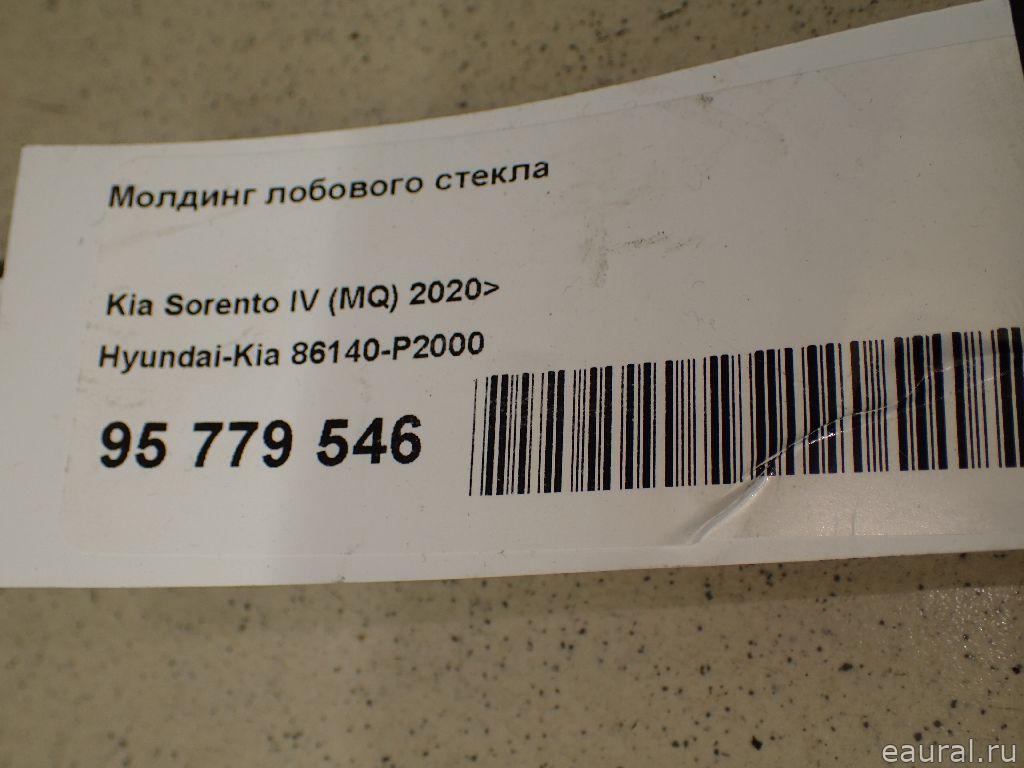 Молдинг лобового стекла
Kia Sorento IV (MQ) 2020>
Hyundai-Kia 86140-P2000
95 779 546
eaural.ru